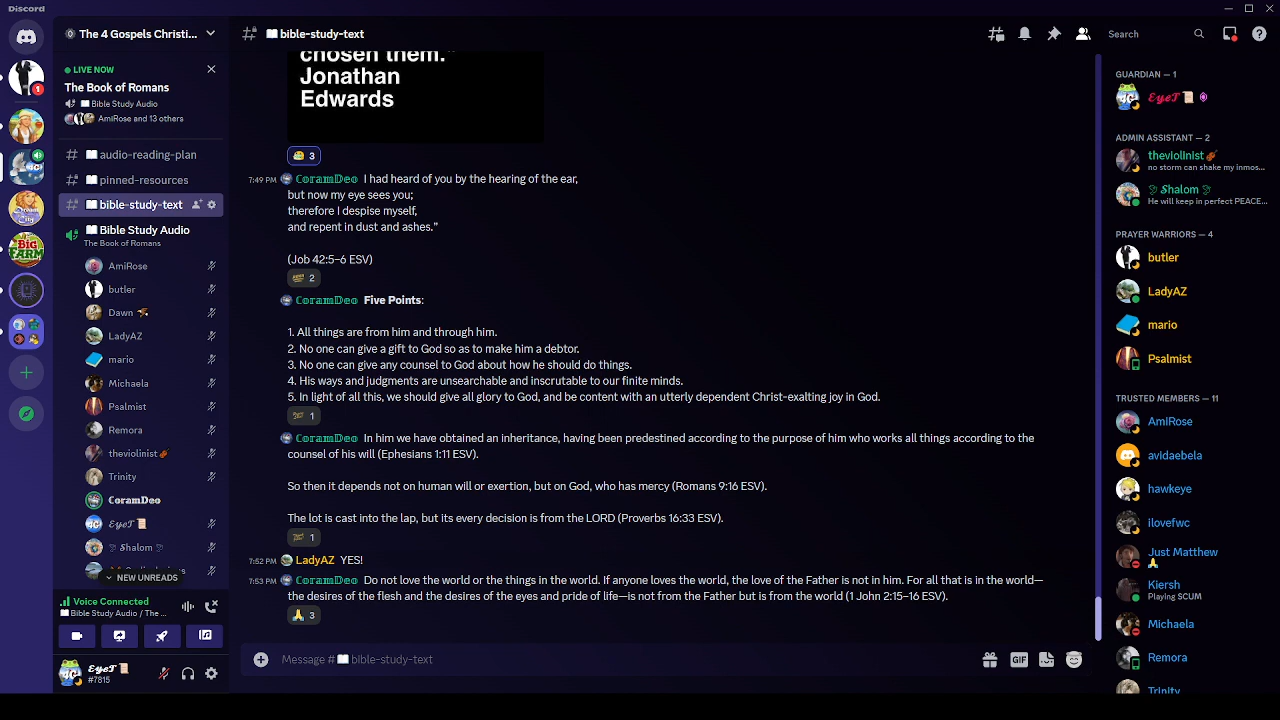 Discord
The 4 Gospels Christi...
LIVE NOW
The Book of Romans
Bible Study Audio
AmiRose and 13 others
audio-reading-plan
pinned-resources
bible-study-text
Bible Study Audio
The Book of Romans
AmiRose
butler
Dawn
LadyAZ
mario
Michaela
Psalmist
Remora
theviolinist
Trinity
CoramDeo
EyeT
Shalom
NEW UNREADS
Voice Connected
Bible Study Audio / The ...
EyeT
#7815
1
bible-study-text
Search
chosen them."
Jonathan
Edwards
3
7:49 PM CoramDeo I had heard of you by the hearing of the ear,
but now my eye sees you;
therefore I despise myself,
and repent in dust and ashes."
(Job 42:5–6 ESV)
2
CoramDeo Five Points:
1. All things are from him and through him.
2. No one can give a gift to God so as to make him a debtor.
3. No one can give any counsel to God about how he should do things.
4. His ways and judgments are unsearchable and inscrutable to our finite minds.
5. In light of all this, we should give all glory to God, and be content with an utterly dependent Christ-exalting joy in God.
1
CoramDeo In him we have obtained an inheritance, having been predestined according to the purpose of him who works all things according to the
counsel of his will (Ephesians 1:11 ESV).
So then it depends not on human will or exertion, but on God, who has mercy (Romans 9:16 ESV).
The lot is cast into the lap, but its every decision is from the LORD (Proverbs 16:33 ESV).
1
7:52 PM LadyAZ YES!
7:53 PM CoramDeo Do not love the world or the things in the world. If anyone loves the world, the love of the Father is not in him. For all that is in the world—
the desires of the flesh and the desires of the eyes and pride of life—is not from the Father but is from the world (1 John 2:15–16 ESV).
3
Message # bible-study-text
GIF
GUARDIAN — 1
EyeT
ADMIN ASSISTANT — 2
theviolinist
no storm can shake my inmos...
Shalom
He will keep in perfect PEACE...
PRAYER WARRIORS — 4
butler
LadyAZ
mario
Psalmist
TRUSTED MEMBERS — 11
AmiRose
avidaebela
hawkeye
ilovefwc
Just Matthew
Kiersh
Playing SCUM
Michaela
Remora
Trinity